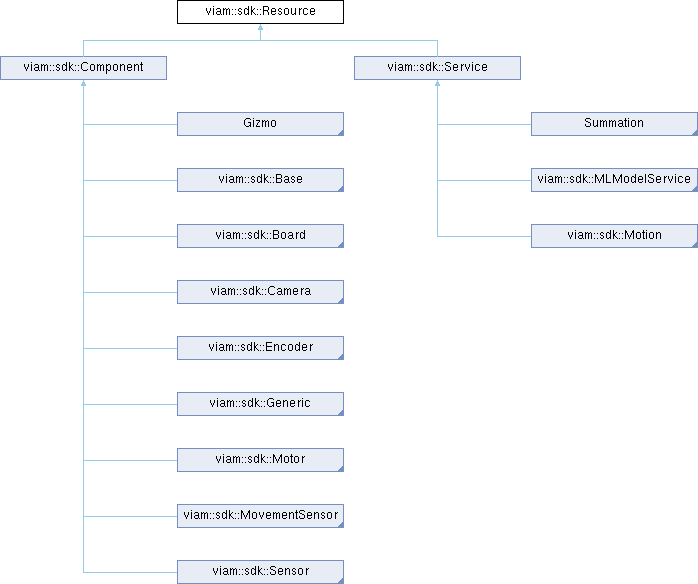 viam::sdk::Resource
viam::sdk::Component
viam::sdk::Service
Gizmo
Summation
viam::sdk::Base
viam::sdk::MLModelService
viam::sdk::Board
viam::sdk::Motion
viam::sdk::Camera
viam::sdk::Encoder
viam::sdk::Generic
viam::sdk::Motor
viam::sdk::MovementSensor
viam::sdk::Sensor